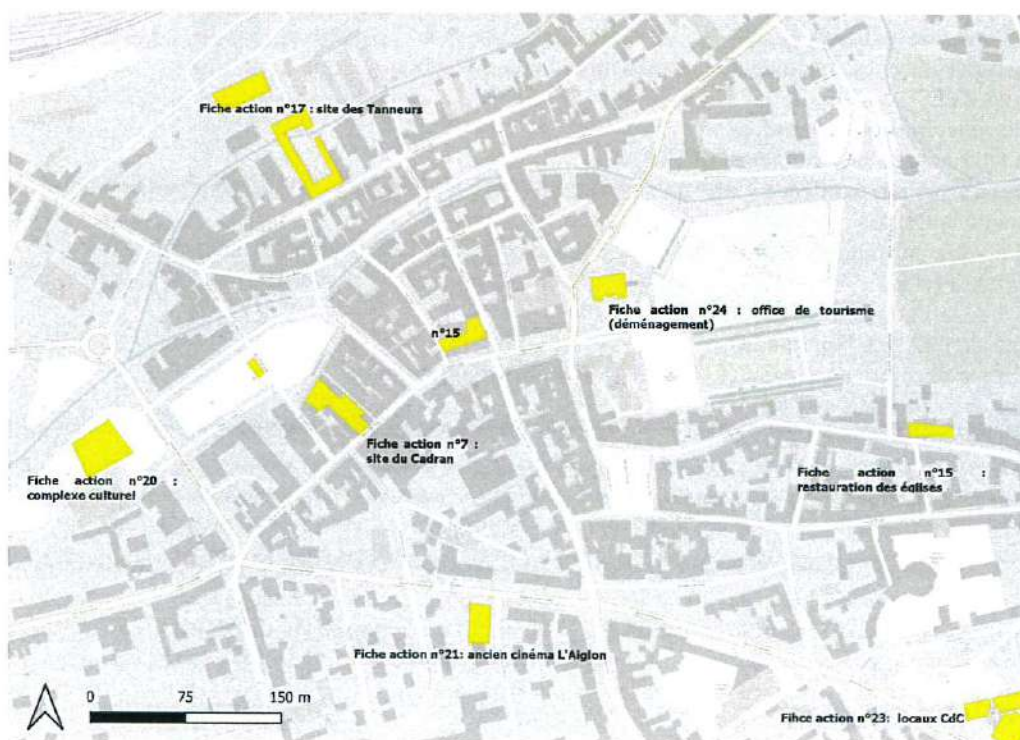 Fiche action n°17 : site des Tanneurs
Fiche action n°24 : office de tourisme
(déménagement)
n°15
Fiche action n°7 :
site du Cadran
Fiche action n°20 :
complexe culturel
Fiche action n°15 :
restauration des églises
Fiche action n°21: ancien cinéma L'Aiglon
0 75 150 m
Fihce action n°23: locaux CdC